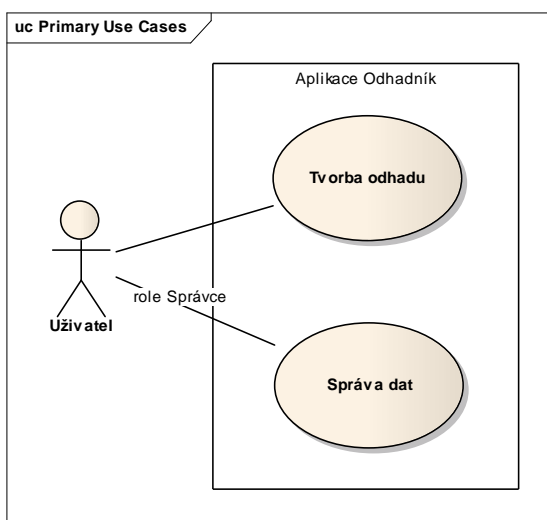 uc Primary Use Cases
Aplikace Odhadník
Tvorba odhadu
role Správce
Uživatel
Správa dat